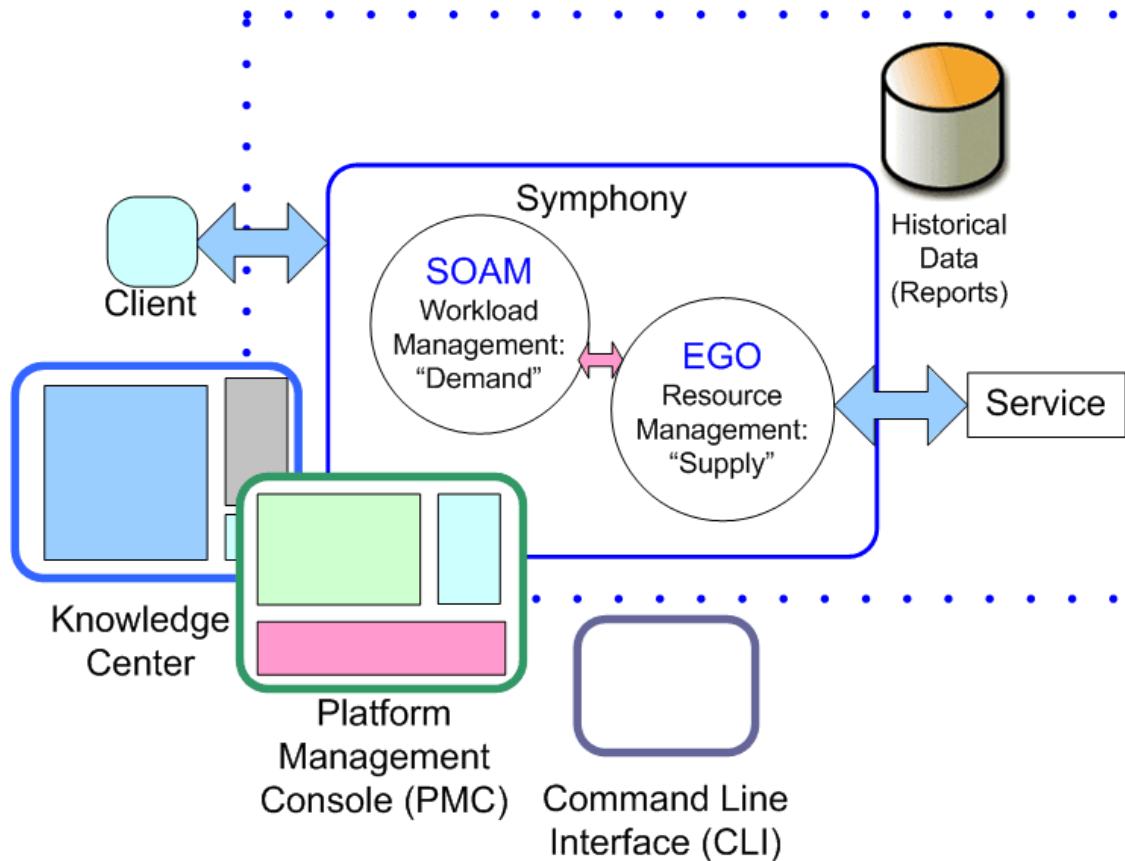 Symphony
Historical
Data
(Reports)
Client
SOAM
Workload
Management:
“Demand”
EGO
Resource
Management:
“Supply”
Service
Knowledge
Center
Platform
Management
Console (PMC)
Command Line
Interface (CLI)